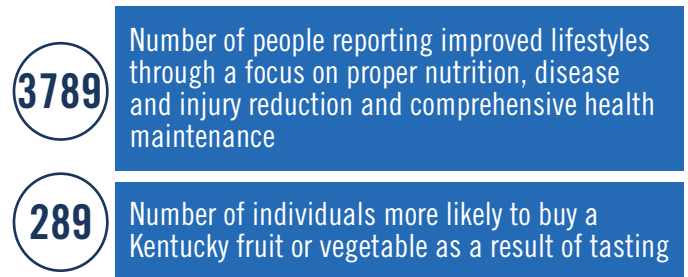 3789
Number of people reporting improved lifestyles
through a focus on proper nutrition, disease
and injury reduction and comprehensive health
maintenance
289
Number of individuals more likely to buy a
Kentucky fruit or vegetable as a result of tasting